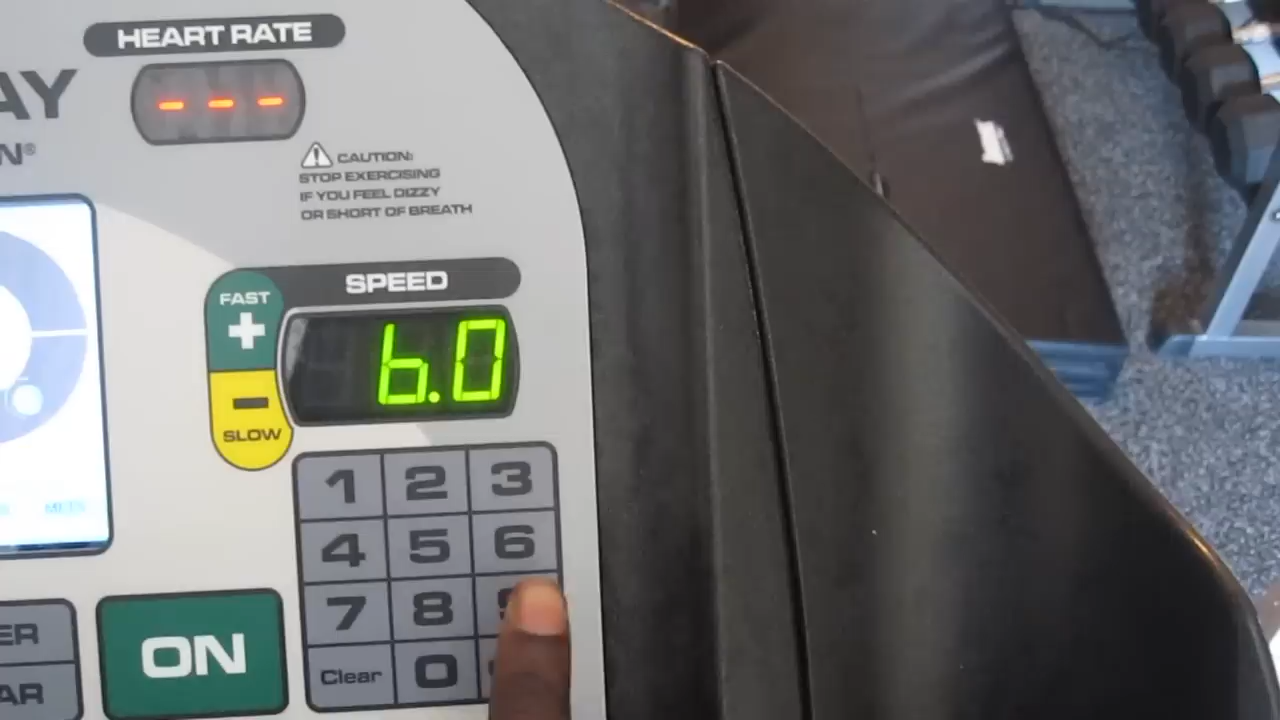 HEART RATE
AY
N®
- - -
CAUTION:
STOP EXERCISING
IF YOU FEEL DIZZY
OR SHORT OF BREATH
SPEED
FAST
+
6.0
-
SLOW
1 2 3
4 5 6
7 8
Clear 0
METS
ER
AR
ON